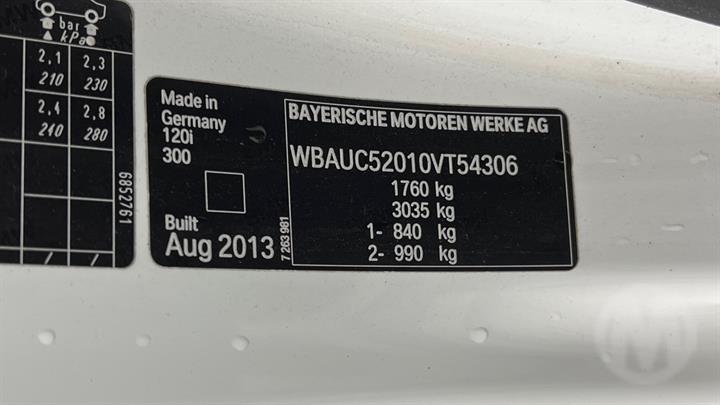 bar
kPa
2,1 2,3
210 230
2,4 2,8
240 280
6852761
Made in
Germany
120i
300
Built
Aug 2013
7 263 981
BAYERISCHE MOTOREN WERKE AG
WBAUC52010VT54306
1760 kg
3035 kg
1- 840 kg
2- 990 kg